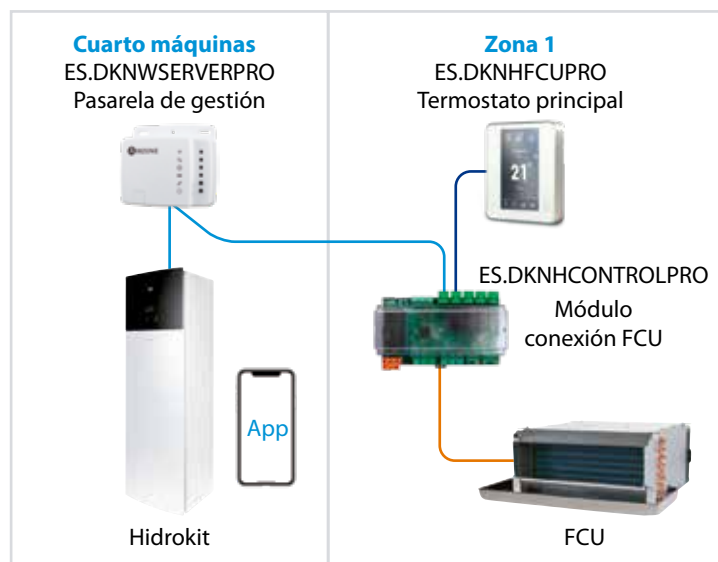 Cuarto máquinas
ES.DKNWSERVERPRO
Pasarela de gestión
AIRZONE
App
Hidrokit
Zona 1
ES.DKNHFCUPRO
Termostato principal
21
ES.DKNHCONTROLPRO
Módulo
conexión FCU
FCU